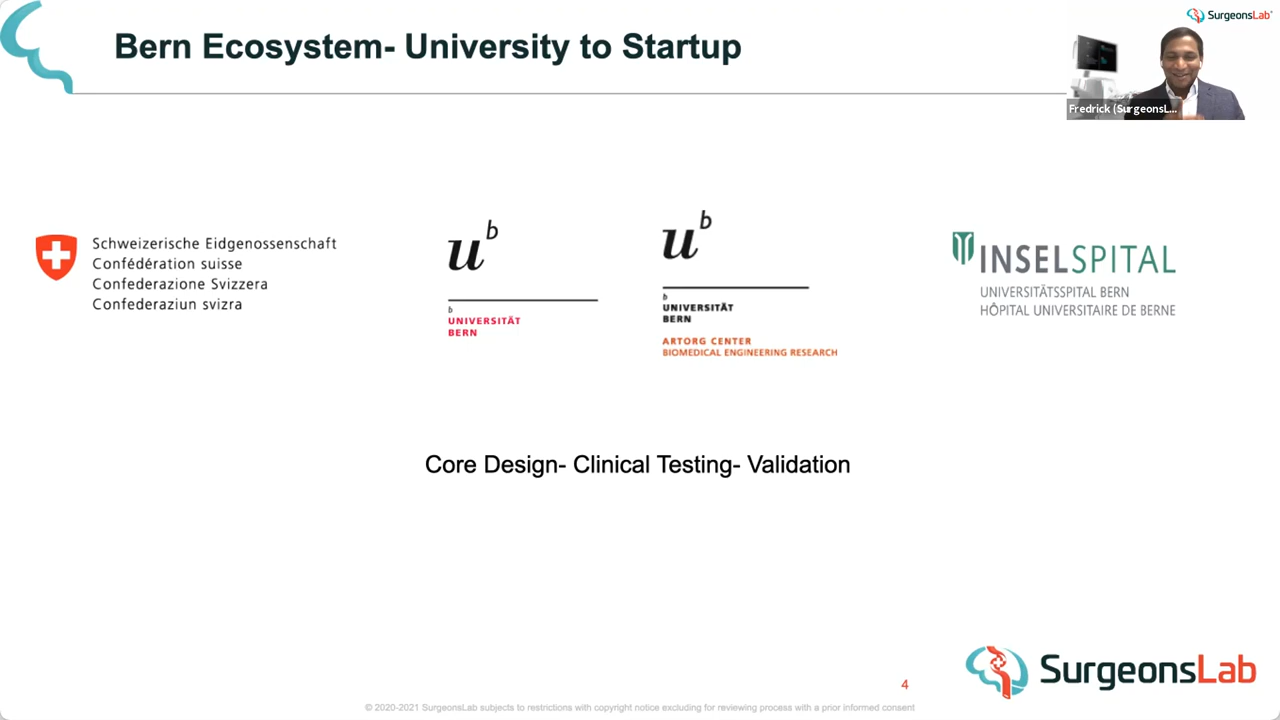 Bern Ecosystem- University to Startup
SurgeonsLab
Fredrick (SurgeonsL...
Schweizerische Eidgenossenschaft
Confédération suisse
Confederazione Svizzera
Confederaziun svizra
u b
b
UNIVERSITÄT
BERN
u b
b
UNIVERSITÄT
BERN
ARTORG CENTER
BIOMEDICAL ENGINEERING RESEARCH
INSELSPITAL
UNIVERSITÄTSSPITAL BERN
HÔPITAL UNIVERSITAIRE DE BERNE
Core Design- Clinical Testing- Validation
SurgeonsLab
4
© 2020-2021 SurgeonsLab subjects to restrictions with copyright notice excluding for reviewing process with a prior informed consent